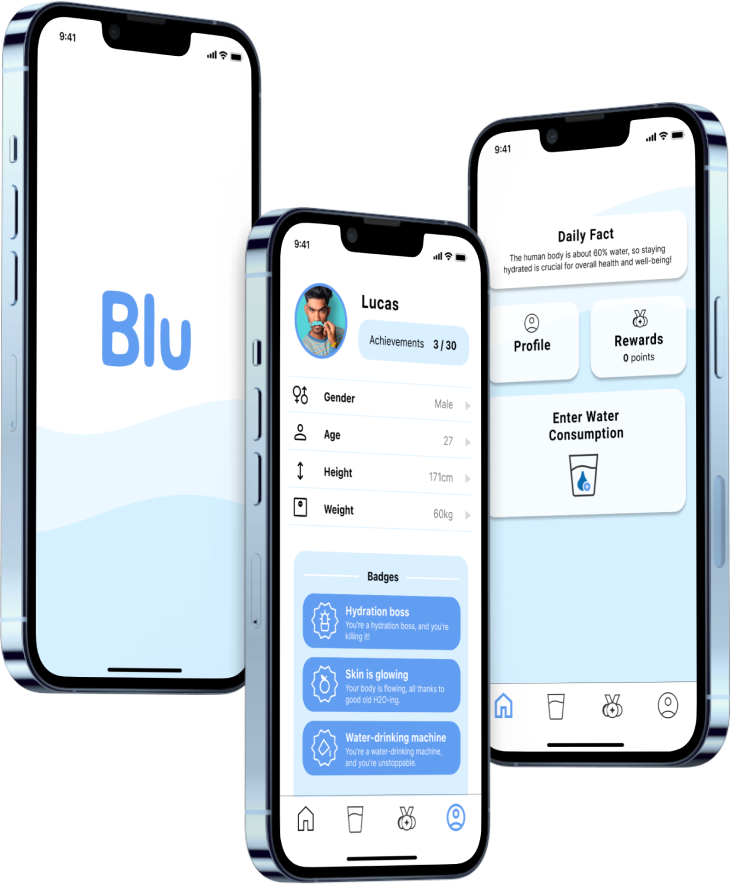 9:41
Blu
9:41
Lucas
Achievements 3 / 30
Gender Male
Age 27
Height 171cm
Weight 60kg
Badges
Hydration boss
You're a hydration boss, and you're
killing it!
Skin is glowing
Your body is flowing, all thanks to
good old H2O-ing.
Water-drinking machine
You're a water-drinking machine,
and you're unstoppable.
9:41
Daily Fact
The human body is about 60% water, so staying
hydrated is crucial for overall health and well-being!
Profile
Rewards
0 points
Enter Water
Consumption